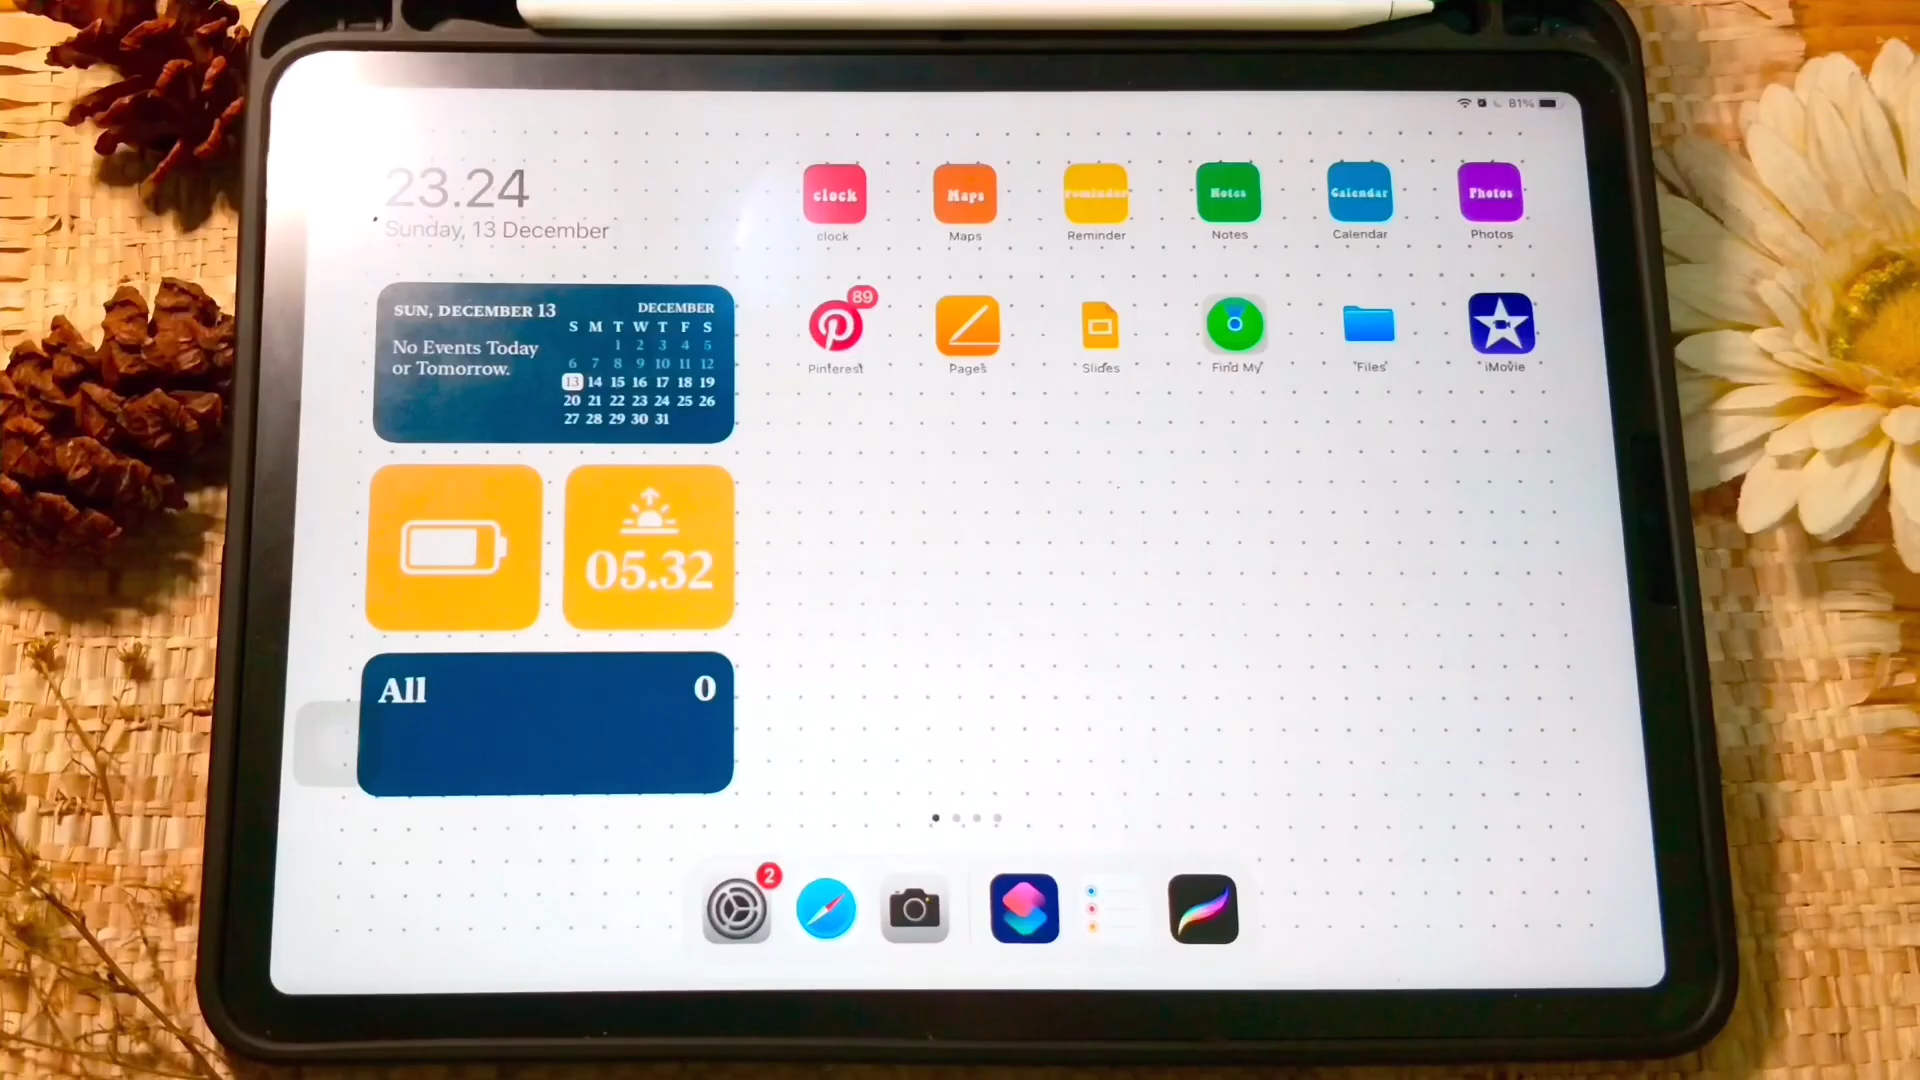 81%
23.24
Sunday, 13 December
SUN, DECEMBER 13
No Events Today
or Tomorrow.
DECEMBER
S M T W T F S
1 2 3 4 5
6 7 8 9 10 11 12
13 14 15 16 17 18 19
20 21 22 23 24 25 26
27 28 29 30 31
05.32
All 0
clock Maps Reminder Notes Calendar Photos
clock Maps Reminder Notes Calendar Photos
89
Pinterest Pages Slides Find My Files iMovie
2